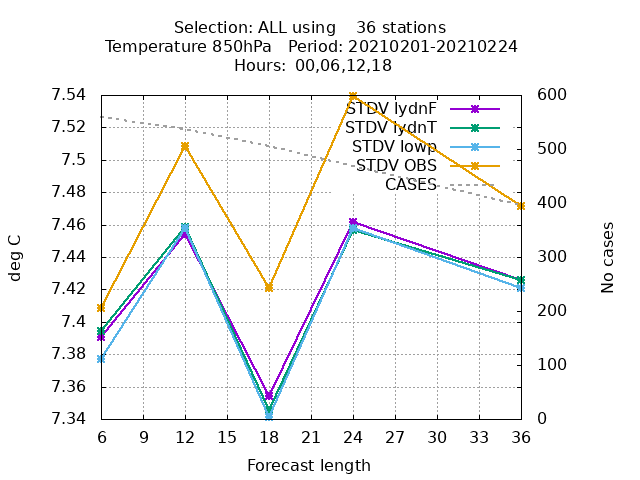 Selection: ALL using 36 stations
Temperature 850hPa Period: 20210201-20210224
Hours: 00,06,12,18
STDV lydnF
STDV lydnT
STDV lowp
STDV OBS
CASES
deg C
7.54
7.52
7.5
7.48
7.46
7.44
7.42
7.4
7.38
7.36
7.34
600
500
400
300
200
100
0
No cases
6 9 12 15 18 21 24 27 30 33 36
Forecast length